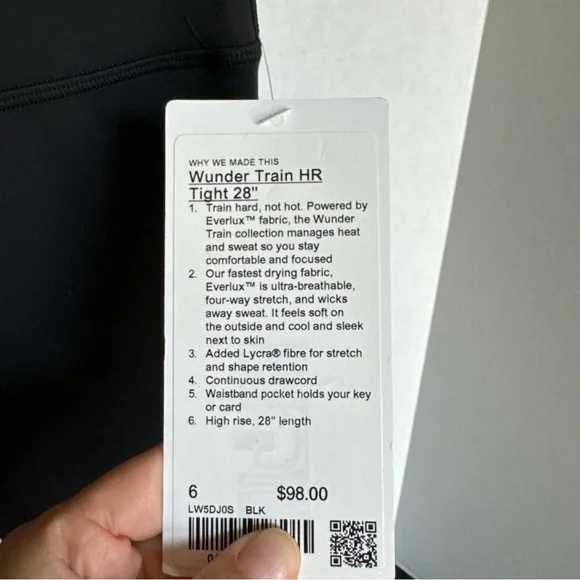 WHY WE MADE THIS
Wunder Train HR
Tight 28"
1. Train hard, not hot. Powered by
Everlux™ fabric, the Wunder
Train collection manages heat
and sweat so you stay
comfortable and focused
2. Our fastest drying fabric,
Everlux™ is ultra-breathable,
four-way stretch, and wicks
away sweat. It feels soft on
the outside and cool and sleek
next to skin
3. Added Lycra® fibre for stretch
and shape retention
4. Continuous drawcord
5. Waistband pocket holds your key
or card
6. High rise, 28" length
6 $98.00
LW5DJ0S BLK